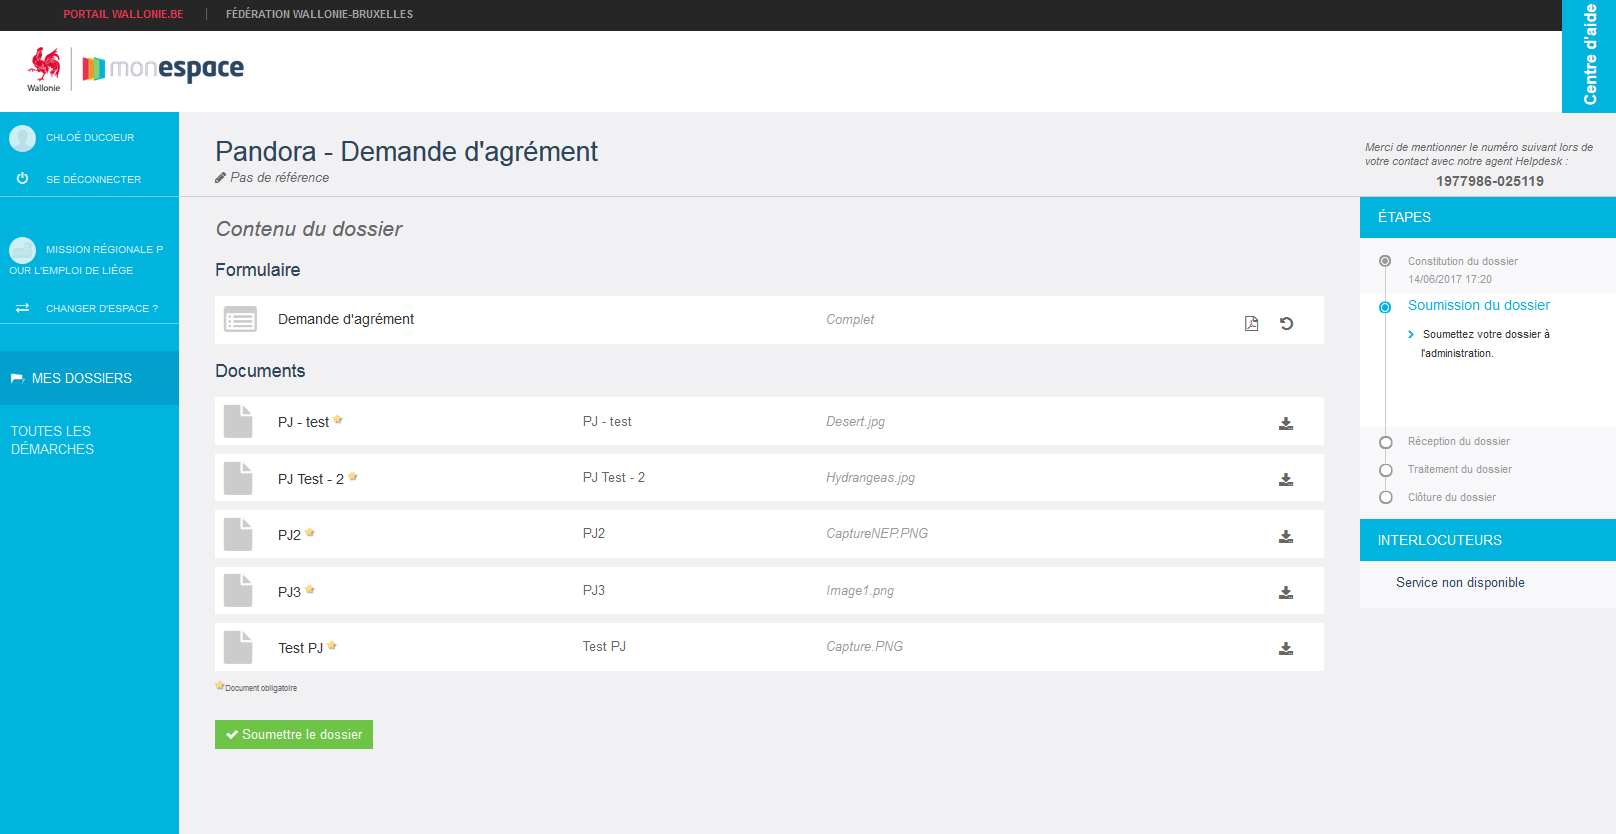 PORTAIL WALLONIE.BE
FÉDÉRATION WALLONIE-BRUXELLES
Centre d'aide
Wallonie
monespace
CHLOÉ DUCOEUR
SE DÉCONNECTER
MISSION RÉGIONALE P
OUR L'EMPLOI DE LIÈGE
CHANGER D'ESPACE ?
MES DOSSIERS
TOUTES LES
DÉMARCHES
Pandora - Demande d'agrément
Pas de référence
Merci de mentionner le numéro suivant lors de
votre contact avec notre agent Helpdesk :
1977986-025119
Contenu du dossier
Formulaire
Demande d'agrément Complet
Documents
PJ - test PJ - test Desert.jpg
PJ Test - 2 PJ Test - 2 Hydrangeas.jpg
PJ2 PJ2 CaptureNEP.PNG
PJ3 PJ3 Image1.png
Test PJ Test PJ Capture.PNG
Document obligatoire
Soumettre le dossier
ÉTAPES
Constitution du dossier
14/06/2017 17:20
Soumission du dossier
Soumettez votre dossier à
l'administration.
Réception du dossier
Traitement du dossier
Clôture du dossier
INTERLOCUTEURS
Service non disponible